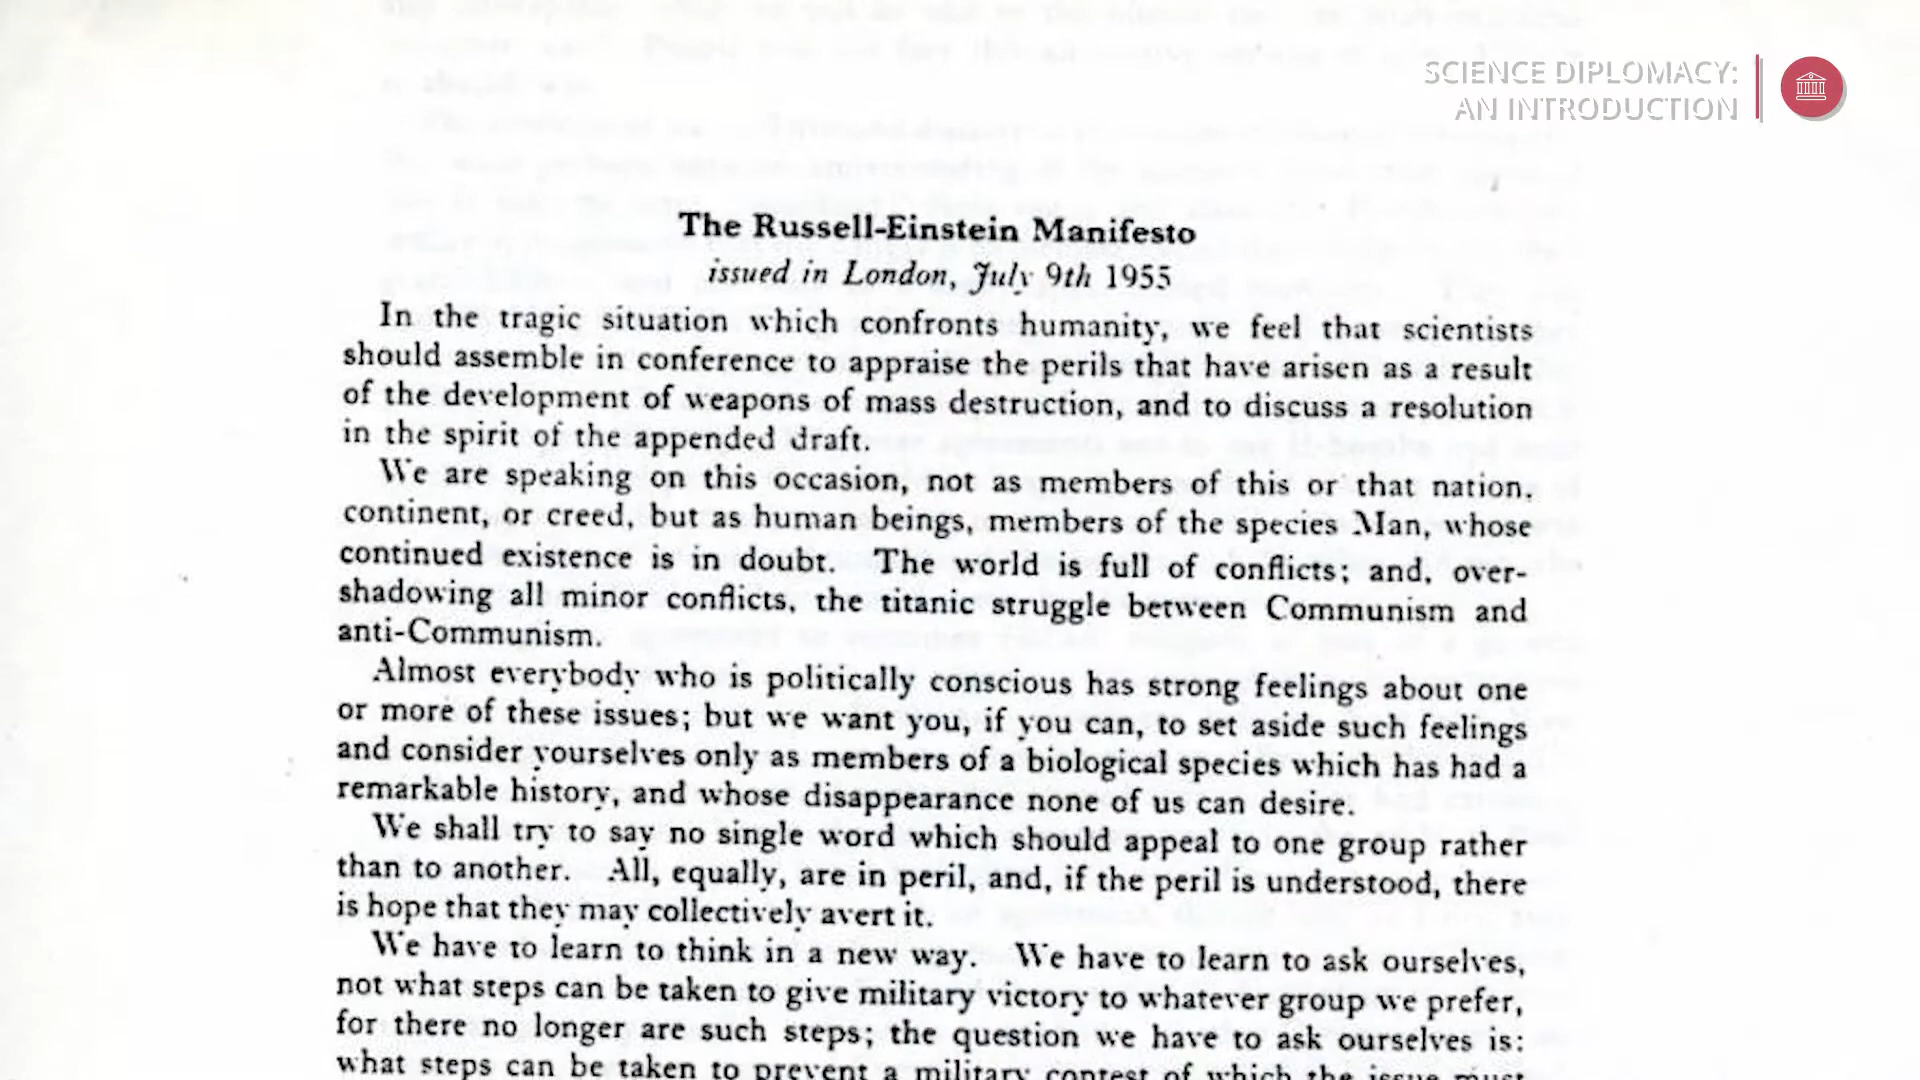 SCIENCE DIPLOMACY:
AN INTRODUCTION
The Russell-Einstein Manifesto
issued in London, July 9th 1955
In the tragic situation which confronts humanity, we feel that scientists
should assemble in conference to appraise the perils that have arisen as a result
of the development of weapons of mass destruction, and to discuss a resolution
in the spirit of the appended draft.
We are speaking on this occasion, not as members of this or that nation,
continent, or creed, but as human beings, members of the species Man, whose
continued existence is in doubt. The world is full of conflicts; and, over-
shadowing all minor conflicts, the titanic struggle between Communism and
anti-Communism.
Almost everybody who is politically conscious has strong feelings about one
or more of these issues; but we want you, if you can, to set aside such feelings
and consider yourselves only as members of a biological species which has had a
remarkable history, and whose disappearance none of us can desire.
We shall try to say no single word which should appeal to one group rather
than to another. All, equally, are in peril, and, if the peril is understood, there
is hope that they may collectively avert it.
We have to learn to think in a new way. We have to learn to ask ourselves,
not what steps can be taken to give military victory to whatever group we prefer,
for there no longer are such steps; the question we have to ask ourselves is:
what steps can be taken to prevent a military contest of which the issue must